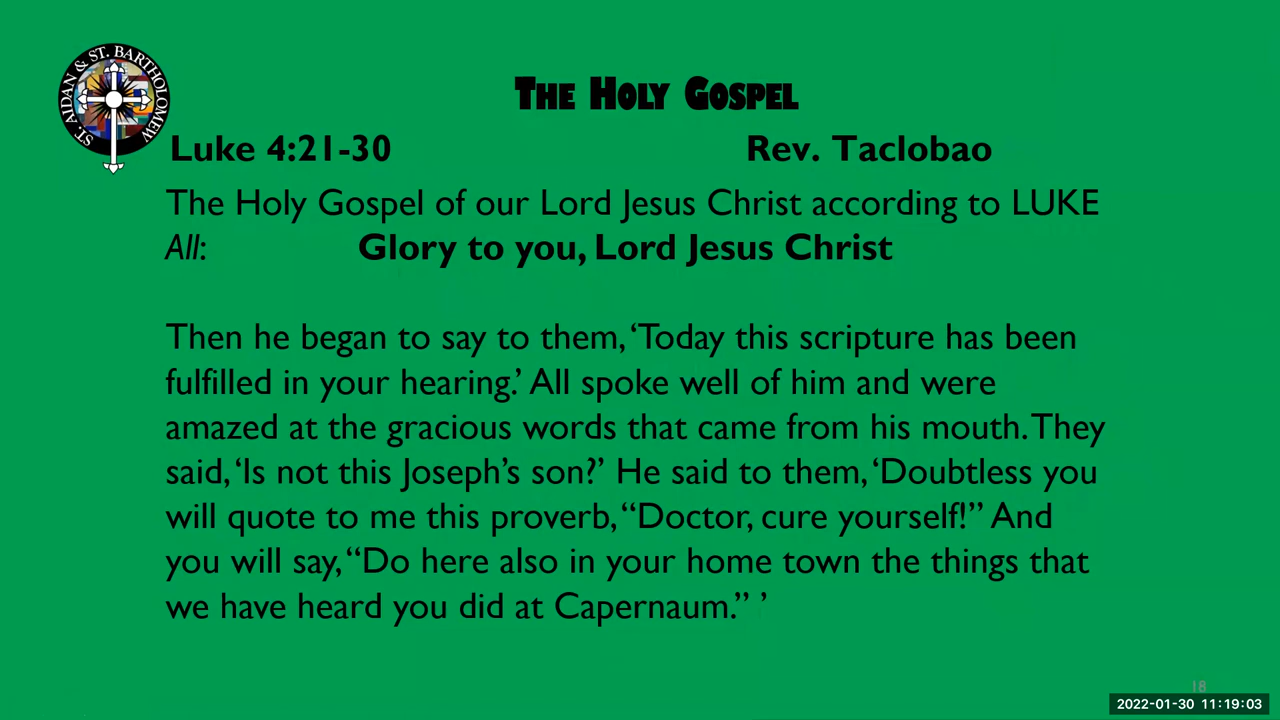 ST. AIDAN & ST. BARTHOLOMEW
THE HOLY GOSPEL
Luke 4:21-30 Rev. Taclobao
The Holy Gospel of our Lord Jesus Christ according to LUKE
All: Glory to you, Lord Jesus Christ
Then he began to say to them, ‘Today this scripture has been
fulfilled in your hearing.’ All spoke well of him and were
amazed at the gracious words that came from his mouth. They
said, ‘Is not this Joseph’s son?’ He said to them, ‘Doubtless you
will quote to me this proverb, “Doctor, cure yourself!” And
you will say, “Do here also in your home town the things that
we have heard you did at Capernaum.” ’
18
2022-01-30 11:19:03